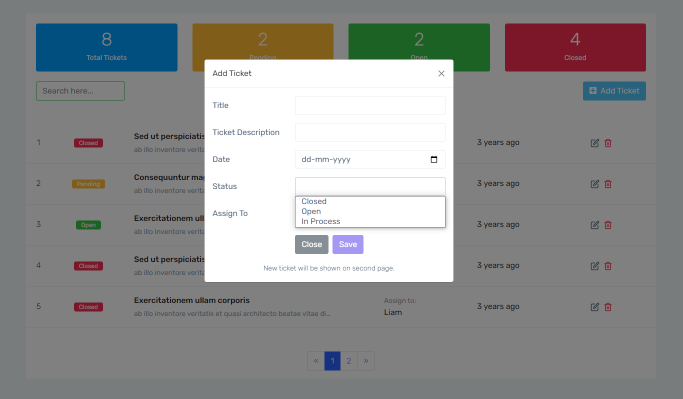 8
Total Tickets
2
Pending
2
Open
4
Closed
Search here...
Add Ticket
Add Ticket
Title
Ticket Description
Date
dd-mm-yyyy
Status
Closed
Open
In Process
Assign To
Close
Save
New ticket will be shown on second page.
1
Closed
Sed ut perspiciatis
ab illo inventore verita
3 years ago
2
Pending
Consequuntur mag
ab illo inventore verita
3 years ago
3
Open
Exercitationem ull
ab illo inventore verita
3 years ago
4
Closed
Sed ut perspiciatis
ab illo inventore verita
3 years ago
5
Closed
Exercitationem ullam corporis
ab illo inventore veritatis et quasi architecto beatae vitae di...
Assign to:
Liam
3 years ago
« 1 2 »